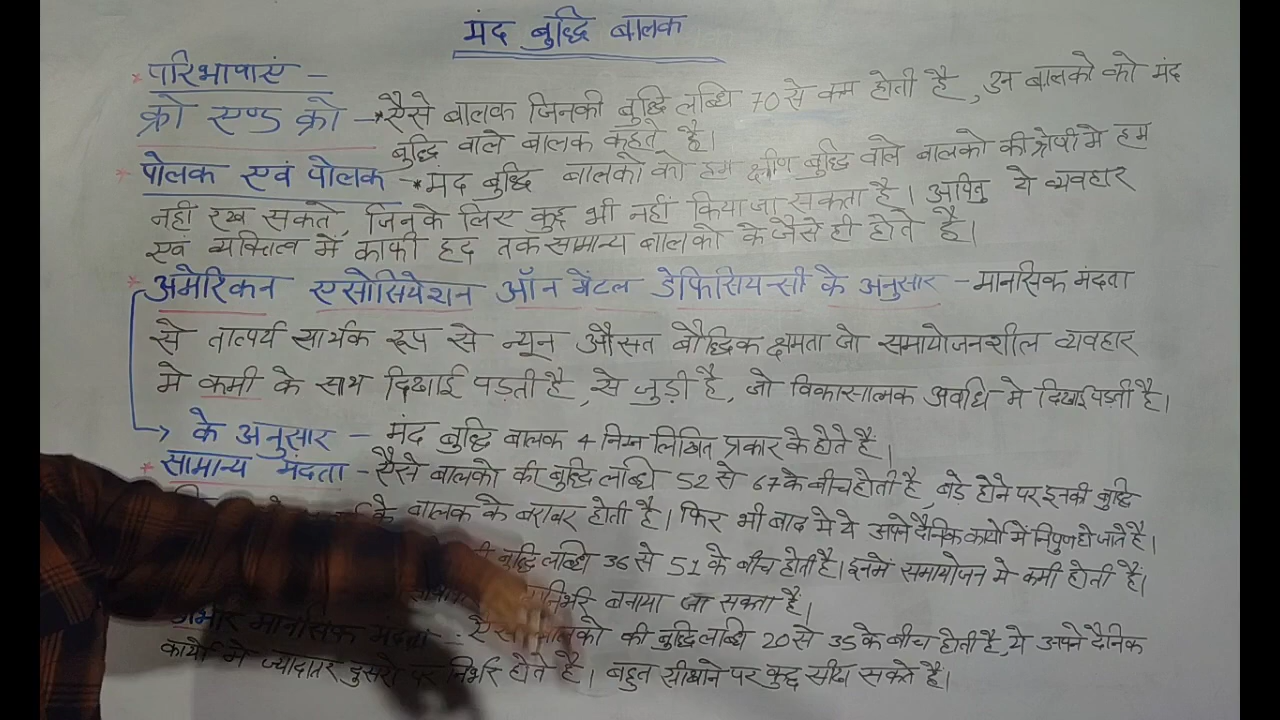 मंद बुद्धि बालक
* परिभाषाएं –
क्रो एण्ड क्रो → *ऐसे बालक जिनकी बुद्धि लब्धि 70 से कम होती है, उन बालको को मंद
बुद्धि वाले बालक कहते है।
* पोलक एवं पोलक – *मंद बुद्धि बालको को हम क्षीण बुद्धि वाले बालको की श्रेणी मे हम
नही रख सकते, जिनके लिए कुछ भी नहीं किया जा सकता है। अपितु ये व्यवहार
एवं व्यक्तित्व में काफी हद तक सामान्य बालको के जैसे ही होते है।
* अमेरिकन एसोसियेशन ऑन मेंटल डेफिसियन्सी के अनुसार – मानसिक मंदता
से तात्पर्य सार्थक रूप से न्यून औसत बौद्धिक क्षमता जो समायोजनशील व्यवहार
मे कमी के साथ दिखाई पड़ती है, से जुड़ी है, जो विकासात्मक अवधि मे दिखाई पड़ती है।
→ के अनुसार – मंद बुद्धि बालक 4 निम्न लिखित प्रकार के होते है।
* सामान्य मंदता – ऐसे बालको की बुद्धि लब्धि 52 से 67 के बीच होती है, बड़े होने पर इनकी बुद्धि
के बालक के बराबर होती है। फिर भी बाद मे ये अपने दैनिक कार्यो में निपुण हो जाते है।
बुद्धि लब्धि 36 से 51 के बीच होती है। इनमें समायोजन मे कमी होती है।
बनाया जा सकता है।
गंभीर मानसिक मंदता – ऐसे बालको की बुद्धि लब्धि 20 से 35 के बीच होती है, ये अपने दैनिक
कार्यो मे ज्यादातर दुसरो पर निर्भर होते है। बहुत सीखाने पर कुछ सीख सकते है।